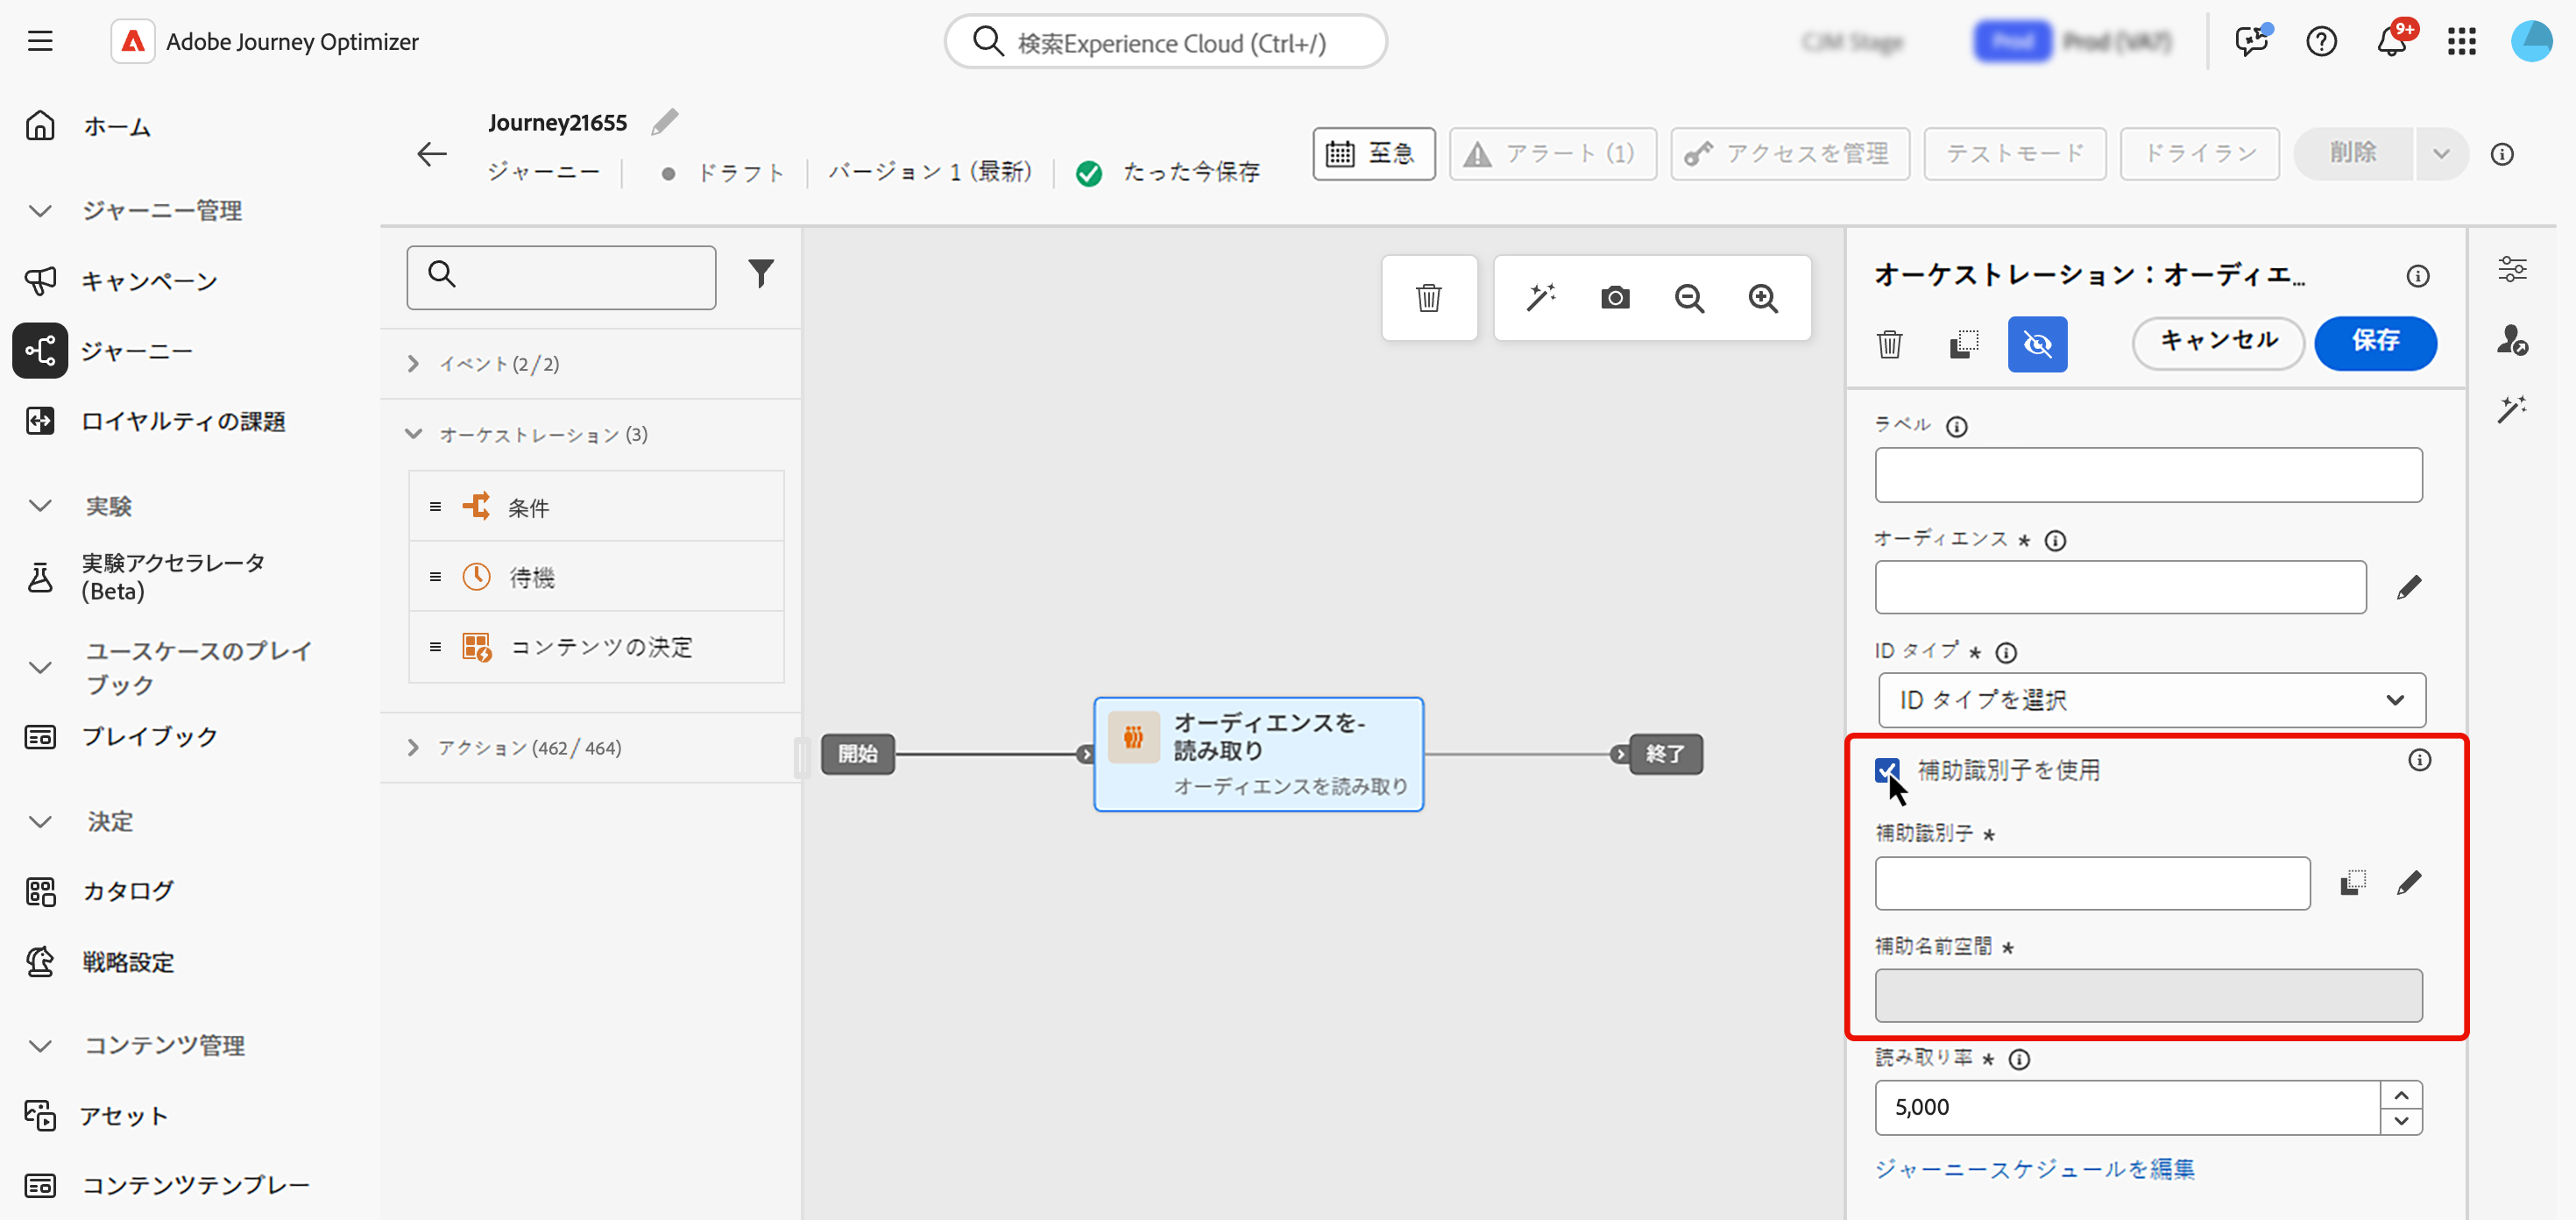 Adobe Journey Optimizer
検索Experience Cloud (Ctrl+/)
CJM Stage
Prod
Prod (VA7)
9+
ホーム
ジャーニー管理
キャンペーン
ジャーニー
ロイヤルティの課題
実験
実験アクセラレータ
(Beta)
ユースケースのプレイ
ブック
プレイブック
決定
カタログ
戦略設定
コンテンツ管理
アセット
コンテンツテンプレー
Journey21655
ジャーニー
ドラフト
バージョン 1 (最新)
たった今保存
至急
アラート (1)
アクセスを管理
テストモード
ドライラン
削除
イベント (2 / 2)
オーケストレーション (3)
条件
待機
コンテンツの決定
アクション (462 / 464)
開始
オーディエンスを-
読み取り
オーディエンスを読み取り
終了
オーケストレーション：オーディエ...
キャンセル
保存
ラベル
オーディエンス *
ID タイプ *
ID タイプを選択
補助識別子を使用
補助識別子 *
補助名前空間 *
読み取り率 *
5,000
ジャーニースケジュールを編集